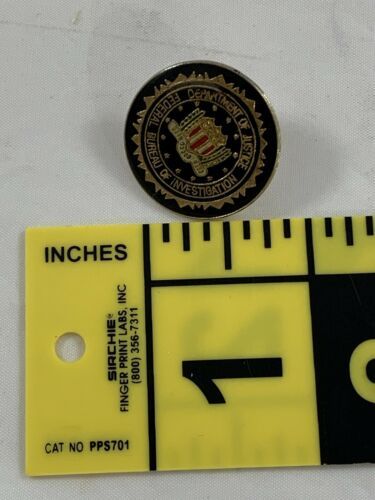 DEPARTMENT OF JUSTICE
FEDERAL BUREAU OF INVESTIGATION
INCHES
SIRCHIE®
FINGER PRINT LABS, INC
(800) 356-7311
1
CAT NO PPS701